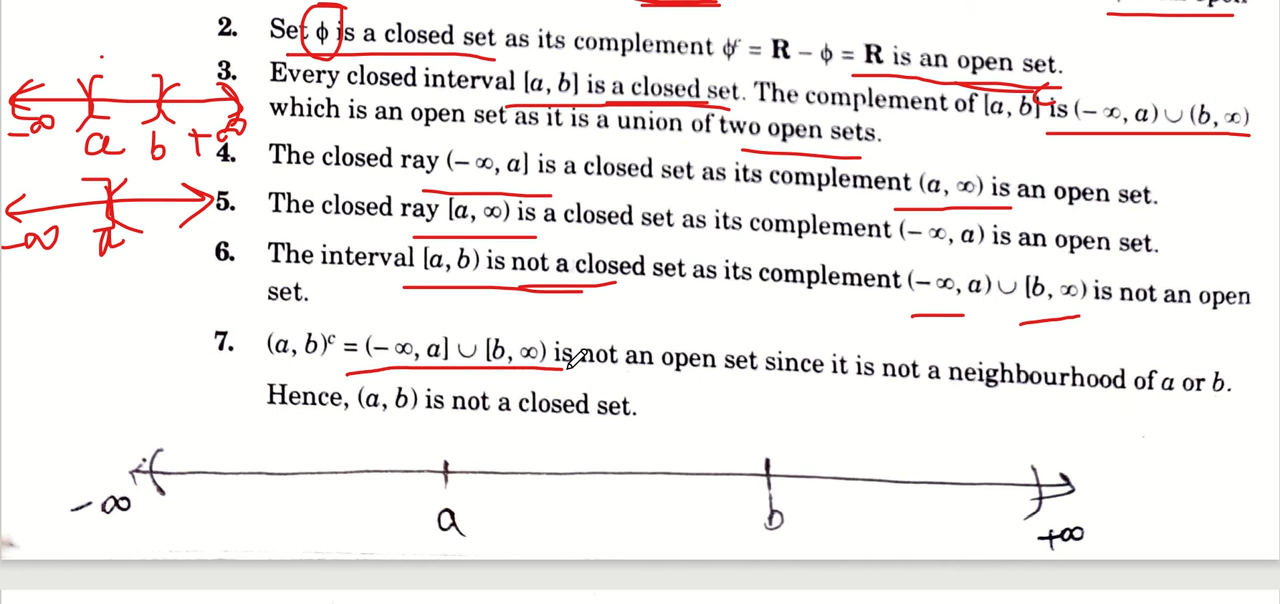 2. Set ϕ is a closed set as its complement ϕᶜ = R − ϕ = R is an open set.
3. Every closed interval [a, b] is a closed set. The complement of [a, b] is (− ∞, a) ∪ (b, ∞)
which is an open set as it is a union of two open sets.
−∞ a b +∞
4. The closed ray (− ∞, a] is a closed set as its complement (a, ∞) is an open set.
5. The closed ray [a, ∞) is a closed set as its complement (− ∞, a) is an open set.
−∞ a
6. The interval [a, b) is not a closed set as its complement (− ∞, a) ∪ [b, ∞) is not an open
set.
7. (a, b)ᶜ = (− ∞, a] ∪ [b, ∞) is not an open set since it is not a neighbourhood of a or b.
Hence, (a, b) is not a closed set.
−∞ a b +∞